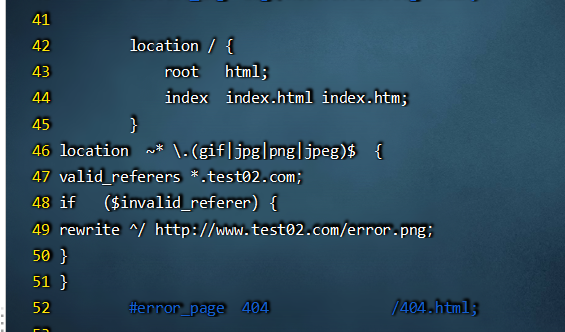 41
42 location / {
43 root html;
44 index index.html index.htm;
45 }
46 location ~* \.(gif|jpg|png|jpeg)$ {
47 valid_referers *.test02.com;
48 if ($invalid_referer) {
49 rewrite ^/ http://www.test02.com/error.png;
50 }
51 }
52 #error_page 404 /404.html;